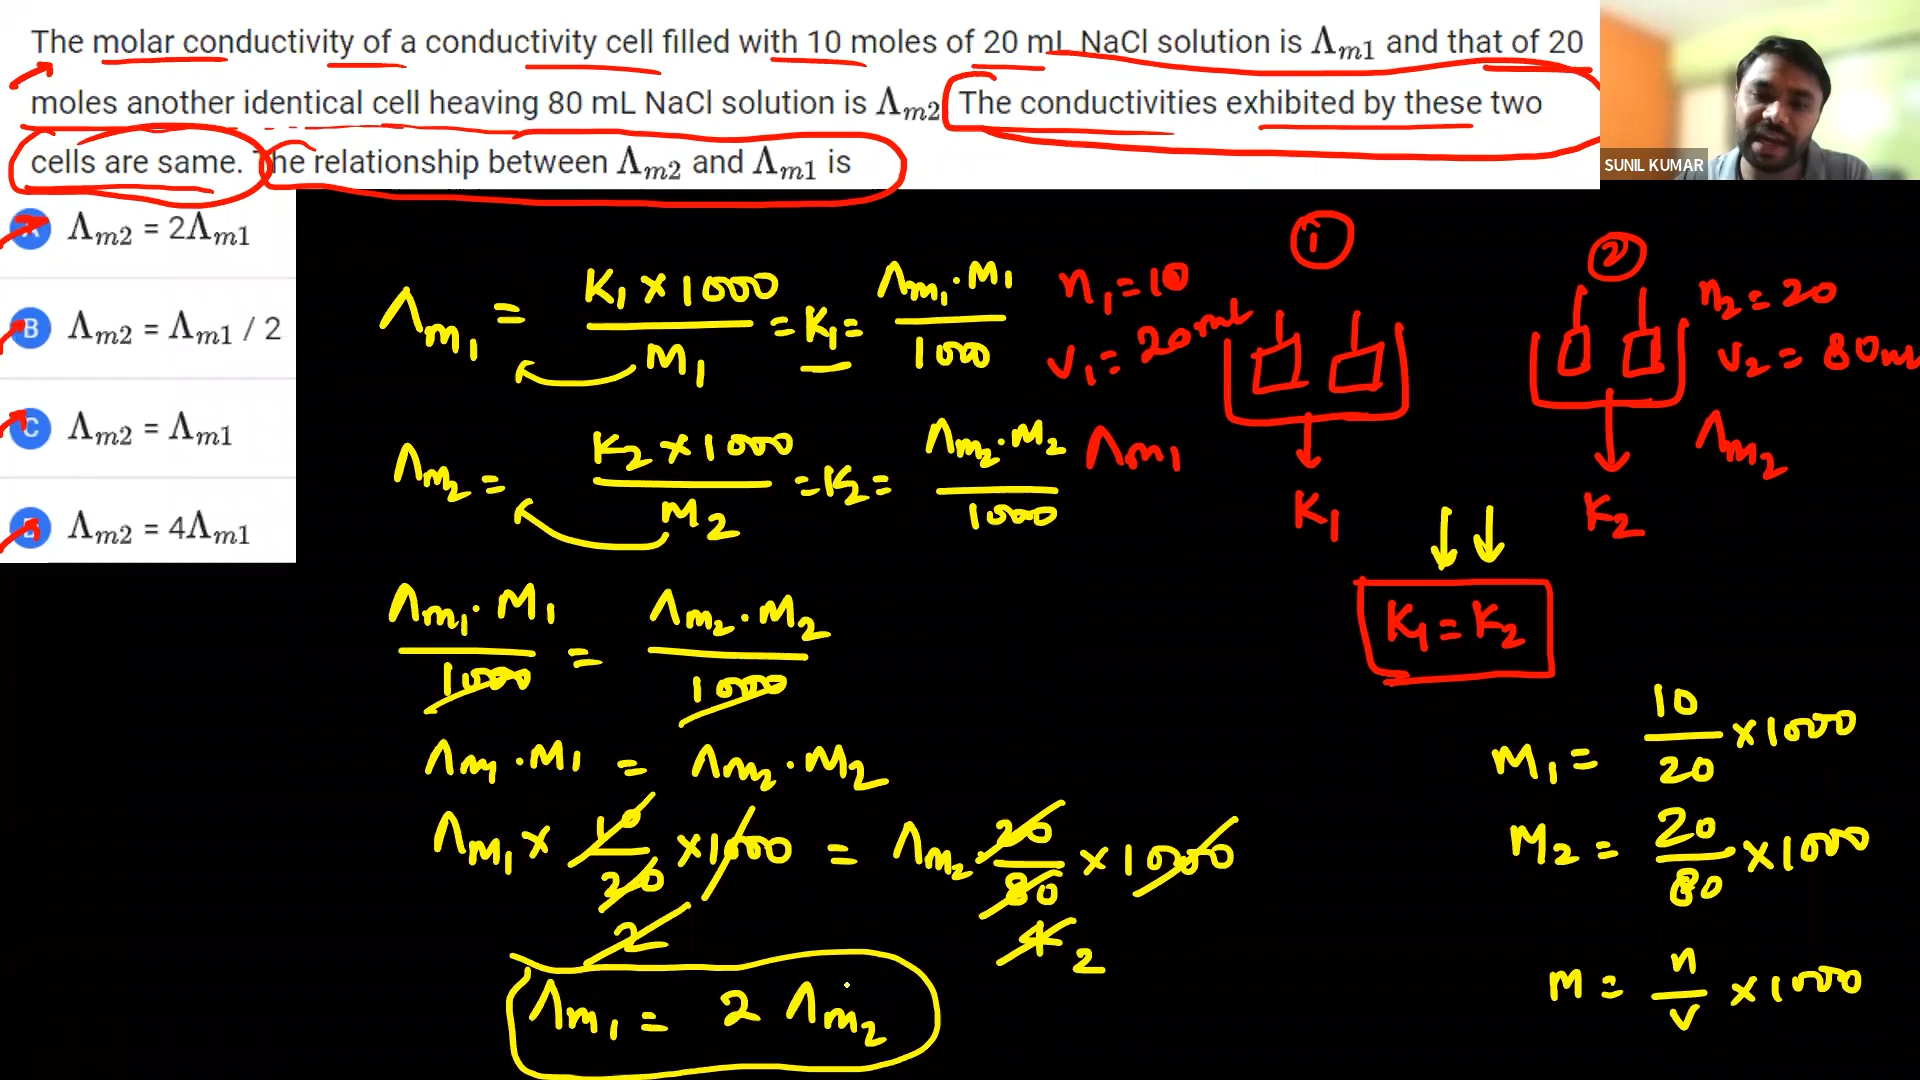 The molar conductivity of a conductivity cell filled with 10 moles of 20 mL NaCl solution is Λm1 and that of 20
moles another identical cell heaving 80 mL NaCl solution is Λm2 The conductivities exhibited by these two
cells are same. The relationship between Λm2 and Λm1 is
SUNIL KUMAR
A Λm2 = 2Λm1
B Λm2 = Λm1 / 2
C Λm2 = Λm1
D Λm2 = 4Λm1
Λm1 = K1 × 1000 / M1 = K1 = Λm1 · M1 / 1000
Λm2 = K2 × 1000 / M2 = K2 = Λm2 · M2 / 1000
Λm1 · M1 / 1000 = Λm2 · M2 / 1000
Λm1 · M1 = Λm2 · M2
Λm1 × 10 / 20 × 1000 = Λm2 20 / 80 × 1000
2 4 2
Λm1 = 2 Λm2
1
n1 = 10
v1 = 20ml
Λm1
K1
2
n2 = 20
v2 = 80ml
Λm2
K2
K1 = K2
M1 = 10 / 20 × 1000
M2 = 20 / 80 × 1000
M = n / v × 1000